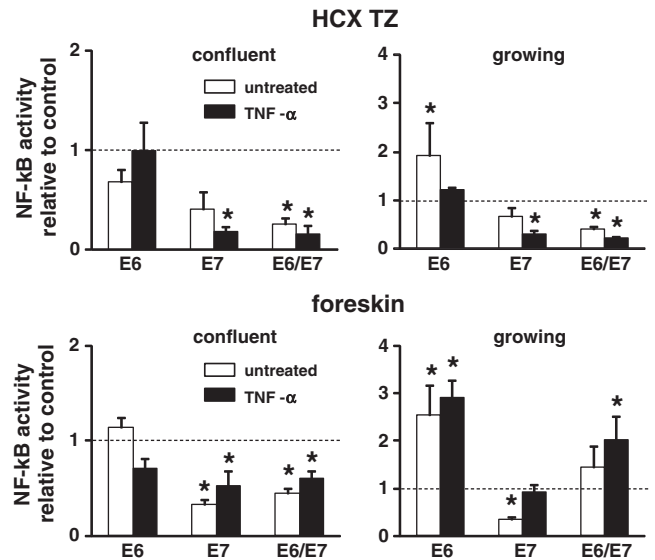 HCX TZ
confluent
growing
NF-kB activity
relative to control
untreated
TNF -α
2
1
0
4
3
2
1
0
*
*
*
*
*
*
*
E6 E7 E6/E7
E6 E7 E6/E7
foreskin
confluent
growing
NF-kB activity
relative to control
untreated
TNF -α
2
1
0
4
3
2
1
0
*
*
*
*
*
*
*
*
E6 E7 E6/E7
E6 E7 E6/E7